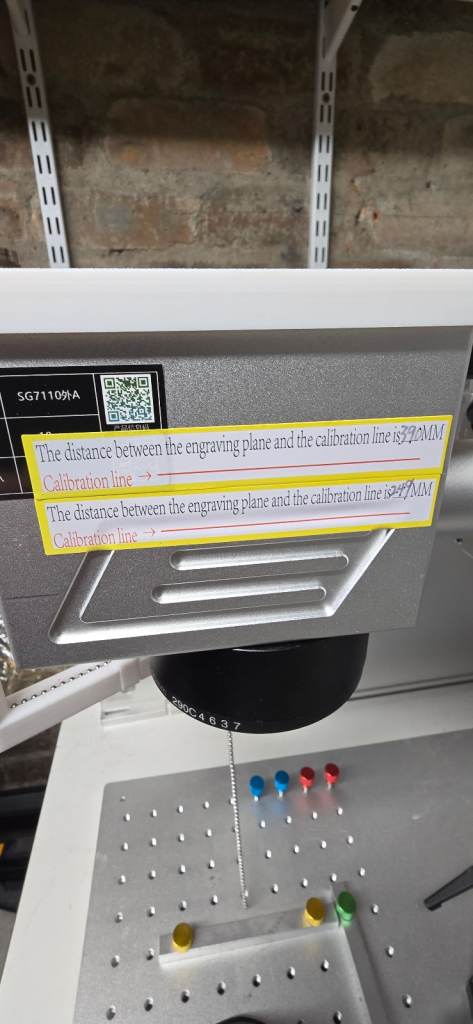 SG7110外A
The distance between the engraving plane and the calibration line is 390MM
Calibration line →
The distance between the engraving plane and the calibration line is 249MM
Calibration line →
290C4637